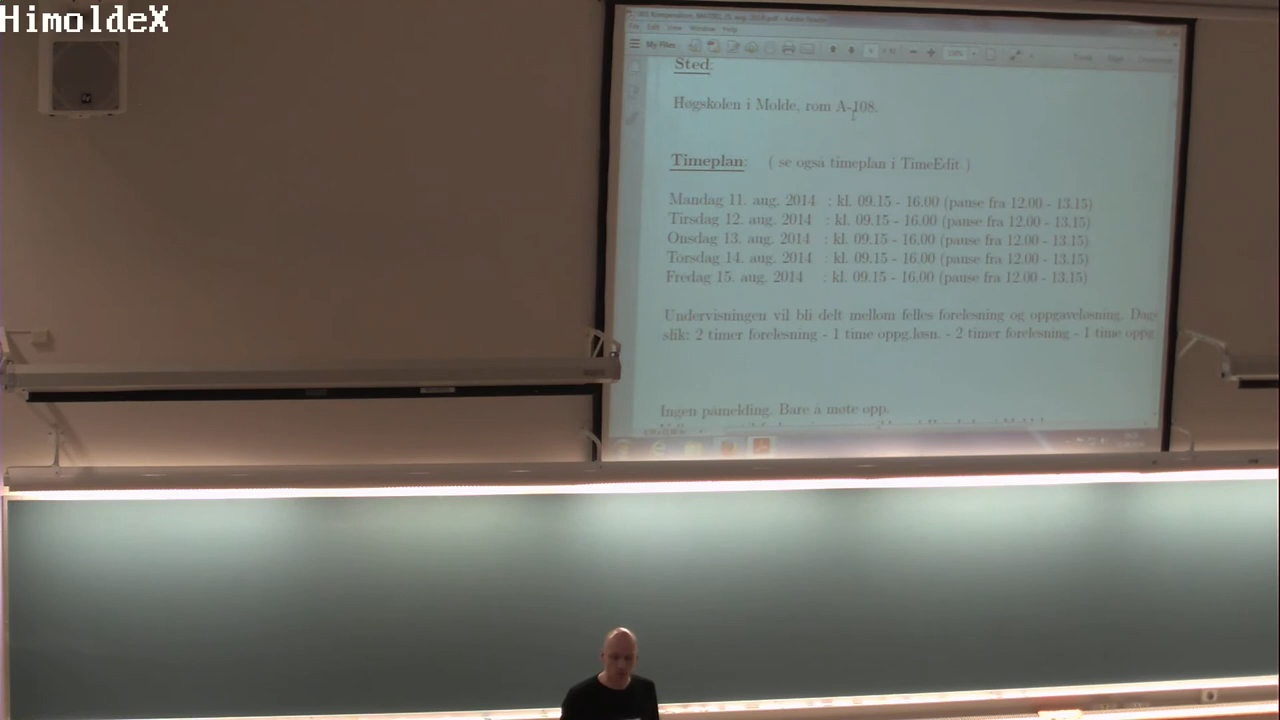 HimoldeX
My Files
Sted:
Høgskolen i Molde, rom A-108.
Timeplan: ( se også timeplan i TimeEdit.)
Mandag 11. aug. 2014 : kl. 09.15 - 16.00 (pause fra 12.00 - 13.15)
Tirsdag 12. aug. 2014 : kl. 09.15 - 16.00 (pause fra 12.00 - 13.15)
Onsdag 13. aug. 2014 : kl. 09.15 - 16.00 (pause fra 12.00 - 13.15)
Torsdag 14. aug. 2014 : kl. 09.15 - 16.00 (pause fra 12.00 - 13.15)
Fredag 15. aug. 2014 : kl. 09.15 - 16.00 (pause fra 12.00 - 13.15)
Undervisningen vil bli delt mellom felles forelesning og oppgaveløsning. Dags
slik: 2 timer forelesning - 1 time oppg.løsn. - 2 timer forelesning - 1 time oppg
Ingen påmelding. Bare å møte opp.